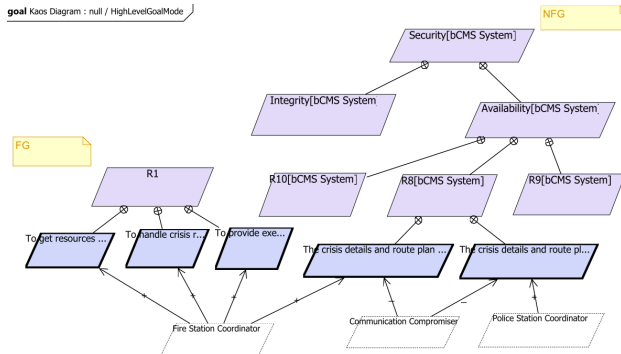 goal Kaos Diagram : null / HighLevelGoalMode
NFG
Security[bCMS System]
Integrity[bCMS System]
Availability[bCMS System]
FG
R1
R10[bCMS System]
R8[bCMS System]
R9[bCMS System]
To get resources ...
To handle crisis r...
To provide exe...
The crisis details and route plan ...
The crisis details and route pl...
+
+
+
+
−
−
+
Fire Station Coordinator
Communication Compromiser
Police Station Coordinator